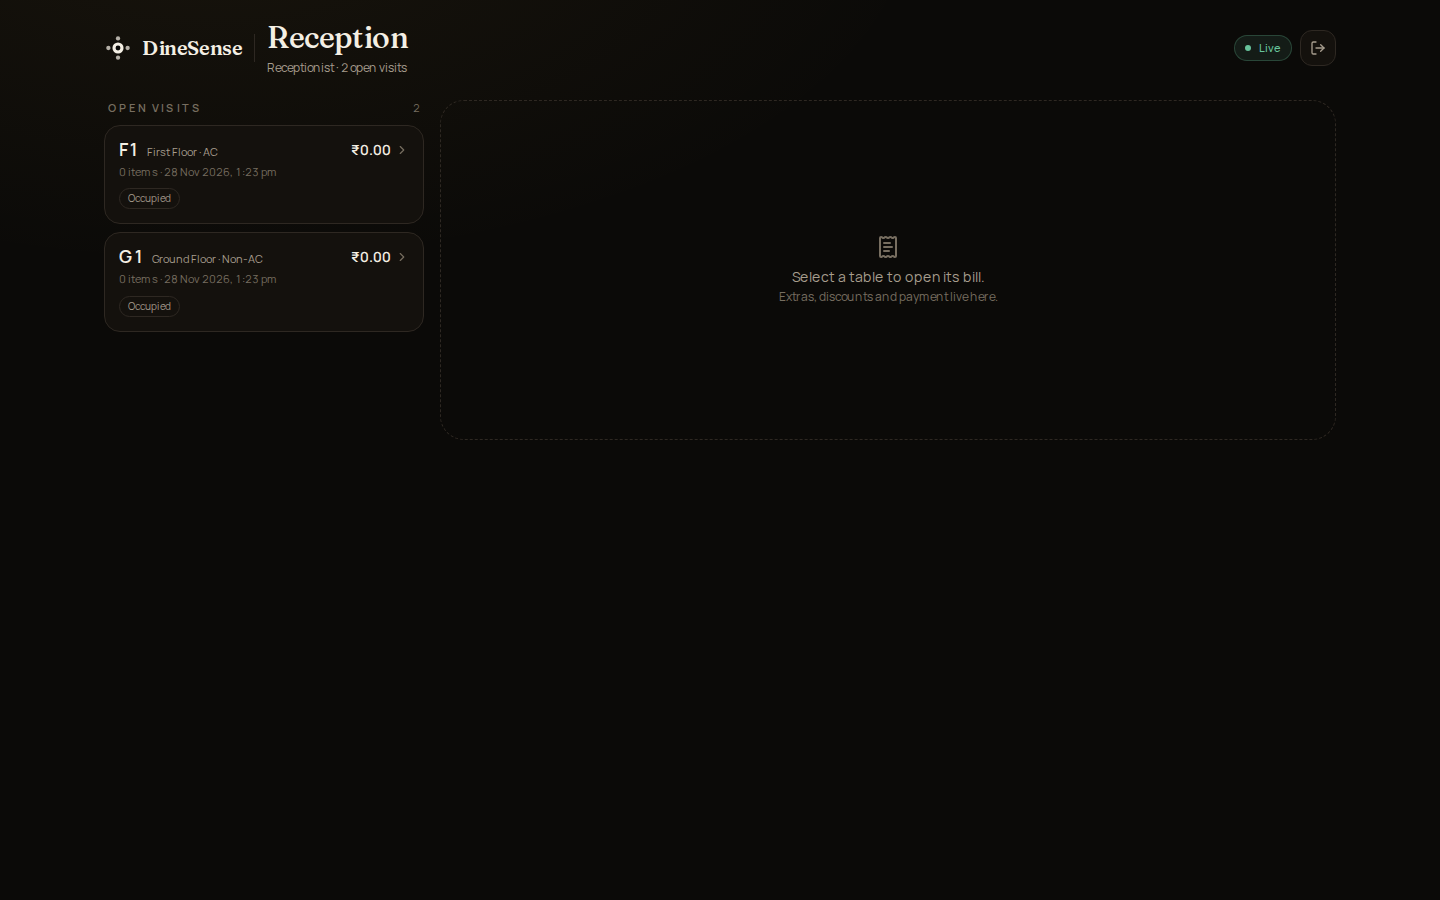 DineSense
Reception
Receptionist · 2 open visits
Live
OPEN VISITS 2
F1 First Floor · AC ₹0.00
0 items · 28 Nov 2026, 1:23 pm
Occupied
G1 Ground Floor · Non-AC ₹0.00
0 items · 28 Nov 2026, 1:23 pm
Occupied
Select a table to open its bill.
Extras, discounts and payment live here.